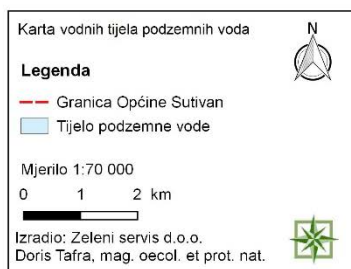 Karta vodnih tijela podzemnih voda
N
Legenda
Granica Općine Sutivan
Tijelo podzemne vode
Mjerilo 1:70 000
0 1 2 km
Izradio: Zeleni servis d.o.o.
Doris Tafra, mag. oecol. et prot. nat.